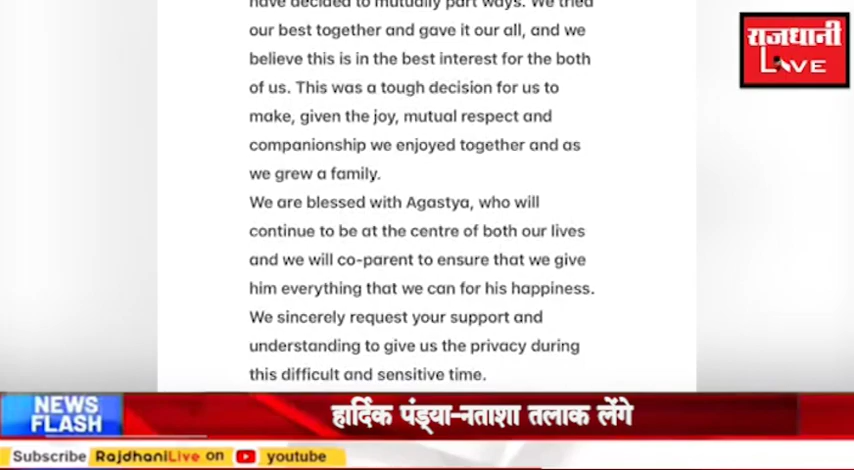 have decided to mutually part ways. We tried
our best together and gave it our all, and we
believe this is in the best interest for the both
of us. This was a tough decision for us to
make, given the joy, mutual respect and
companionship we enjoyed together and as
we grew a family.
We are blessed with Agastya, who will
continue to be at the centre of both our lives
and we will co-parent to ensure that we give
him everything that we can for his happiness.
We sincerely request your support and
understanding to give us the privacy during
this difficult and sensitive time.
राजधानी
LIVE
NEWS
FLASH
हार्दिक पंड्या-नताशा तलाक लेंगे
Subscribe RajdhaniLive on youtube